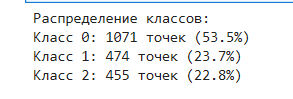 Распределение классов:
Класс 0: 1071 точек (53.5%)
Класс 1: 474 точек (23.7%)
Класс 2: 455 точек (22.8%)